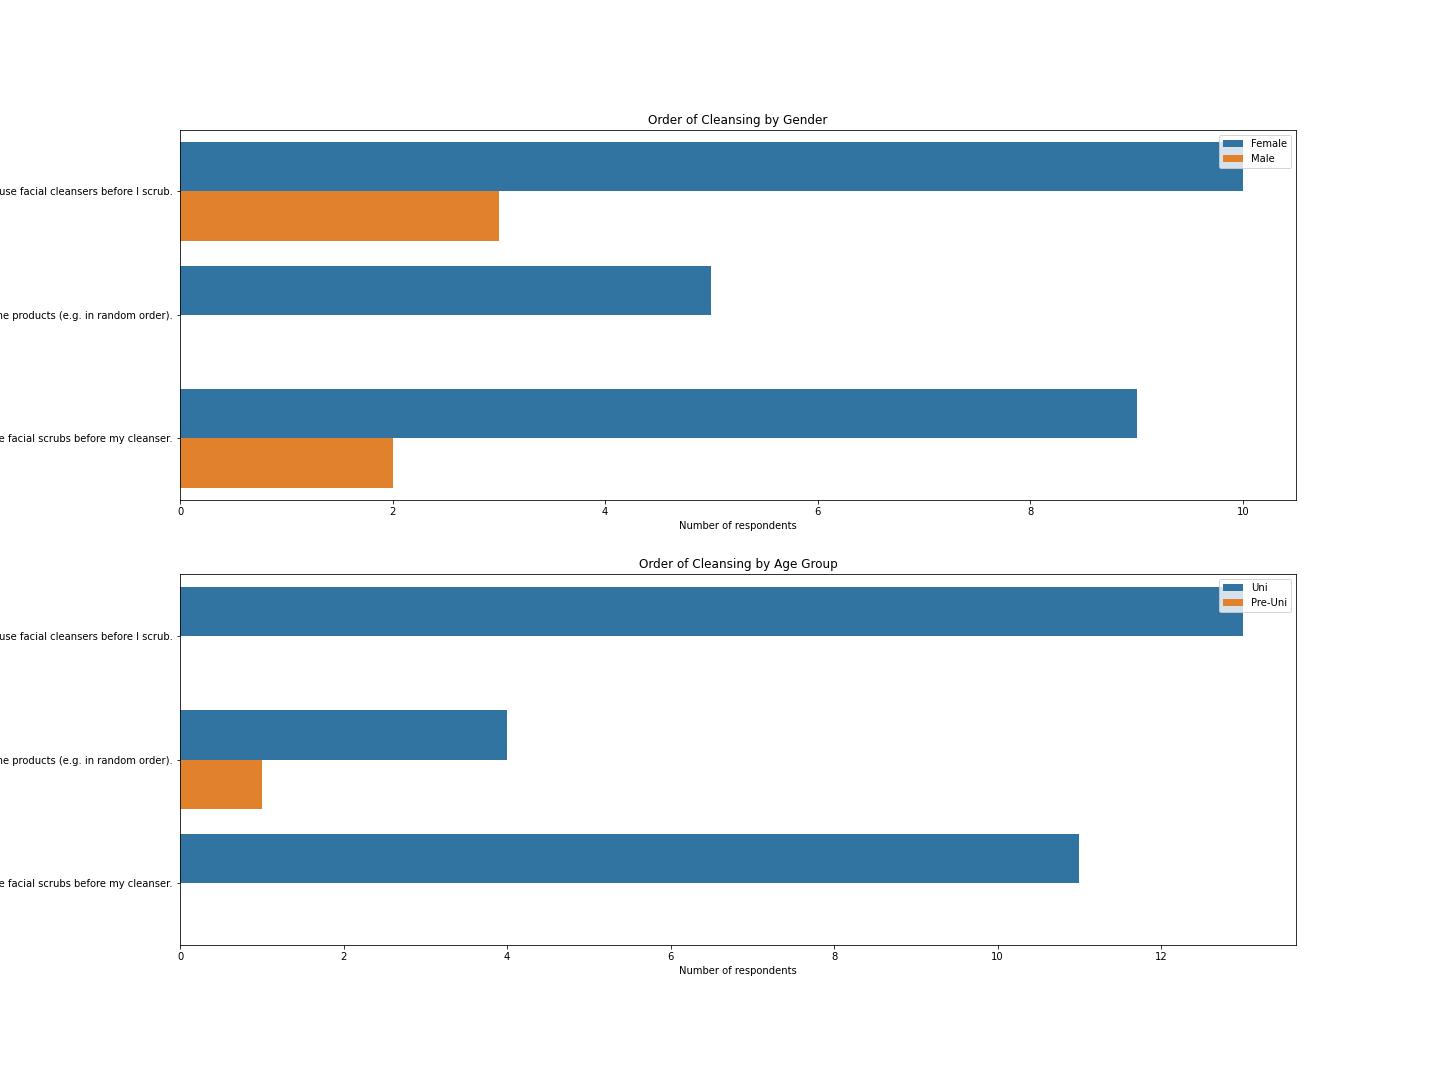 Order of Cleansing by Gender
Female
Male
use facial cleansers before I scrub.
products (e.g. in random order).
facial scrubs before my cleanser.
0 2 4 6 8 10
Number of respondents
Order of Cleansing by Age Group
Uni
Pre-Uni
use facial cleansers before I scrub.
products (e.g. in random order).
facial scrubs before my cleanser.
0 2 4 6 8 10 12
Number of respondents